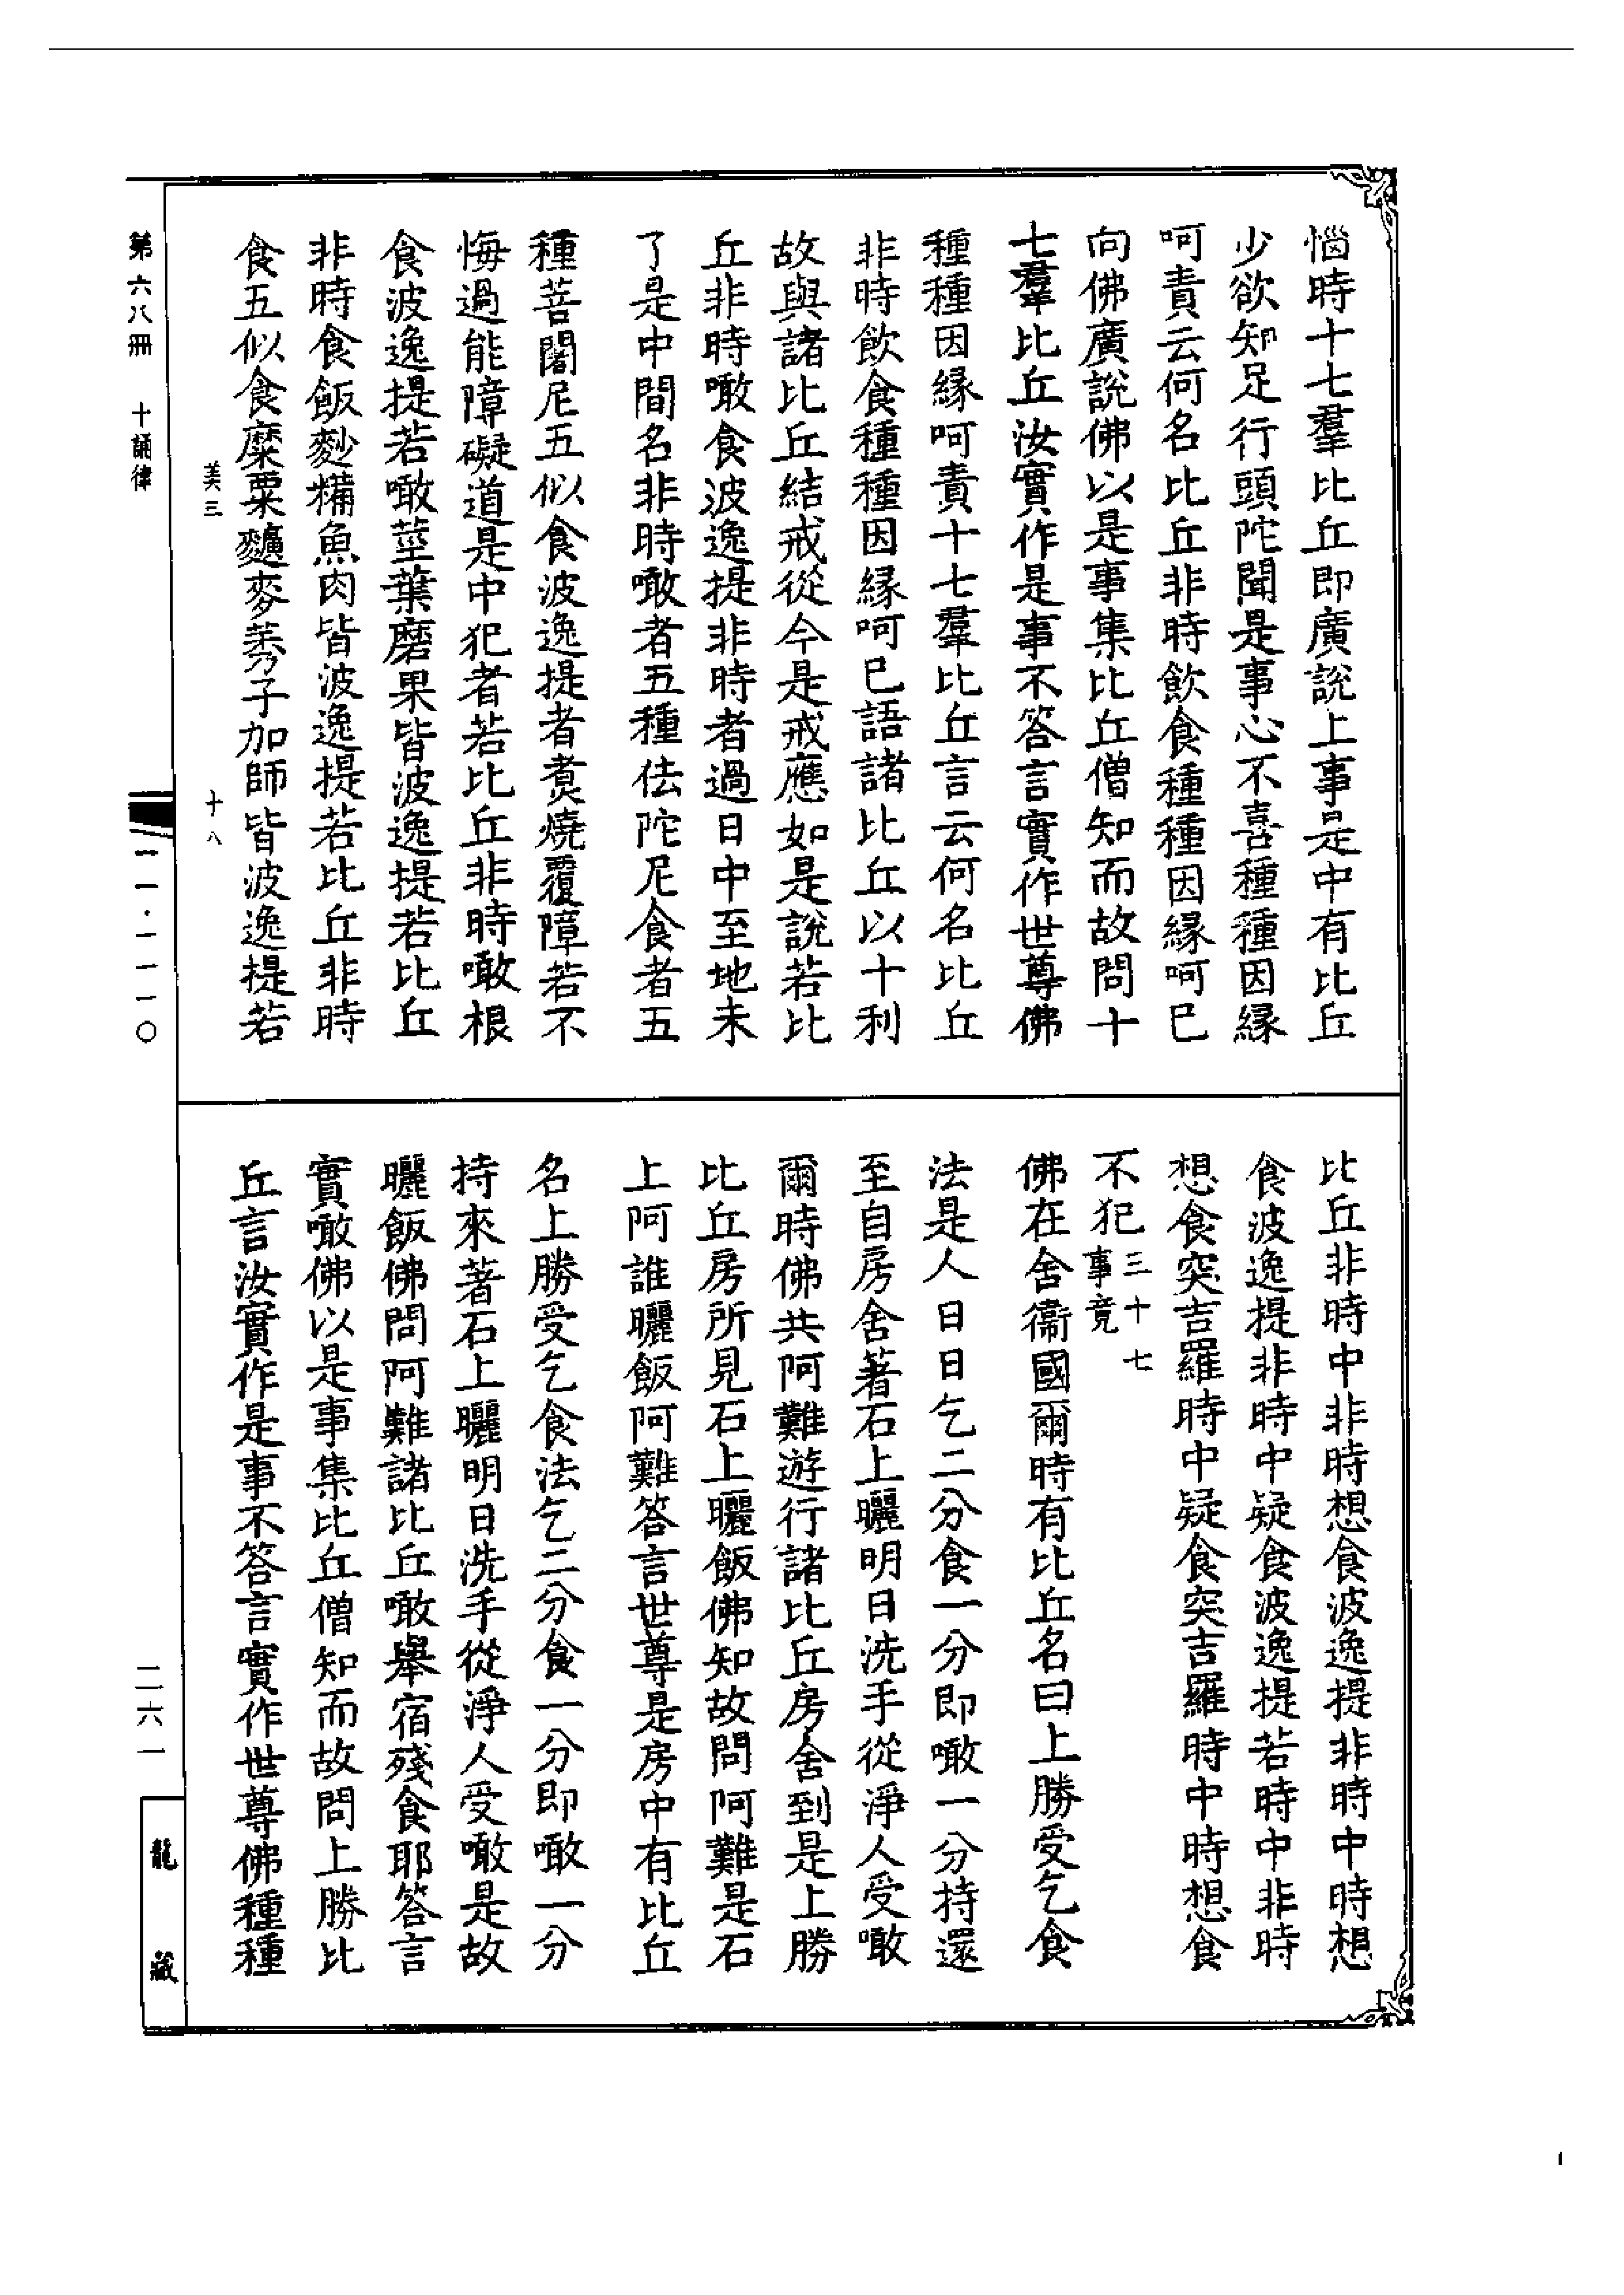 惱時十七羣比丘即廣說上事是中有比丘
少欲知足行頭陀聞是事心不喜種種因緣
呵責云何名比丘非時飲食種種因緣呵已
向佛廣說佛以是事集比丘僧知而故問十
七羣比丘汝實作是事不答言實作世尊佛
種種因緣呵責十七羣比丘言云何名比丘
非時飲食種種因緣呵已語諸比丘以十利
故與諸比丘結戒從今是戒應如是說若比
丘非時噉食波逸提非時者過日中至地未
了是中間名非時噉者五種佉陀尼食者五
種菩闍尼五似食波逸提者煑燒覆障若不
悔過能障礙道是中犯者若比丘非時噉根
食波逸提若噉莖葉磨果皆波逸提若比丘
非時食飯麨糒魚肉皆波逸提若比丘非時
食五似食糜粟䵃麥莠子加師皆波逸提若
美三
十八
比丘非時中非時想食波逸提非時中時想
食波逸提非時中疑食波逸提若時中非時
想食突吉羅時中疑食突吉羅時中時想食
不犯三十七事竟
佛在舍衞國爾時有比丘名曰上勝受乞食
法是人日日乞二分食一分即噉一分持還
至自房舍著石上曬明日洗手從淨人受噉
爾時佛共阿難遊行諸比丘房舍到是上勝
比丘房所見石上曬飯佛知故問阿難是石
上阿誰曬飯阿難答言世尊是房中有比丘
名上勝受乞食法乞二分食一分即噉一分
持來著石上曬明日洗手從淨人受噉是故
曬飯佛問阿難諸比丘噉舉宿殘食耶答言
實噉佛以是事集比丘僧知而故問上勝比
丘言汝實作是事不答言實作世尊佛種種
第六八冊 十誦律
一一·一一一〇
二六一
龍藏